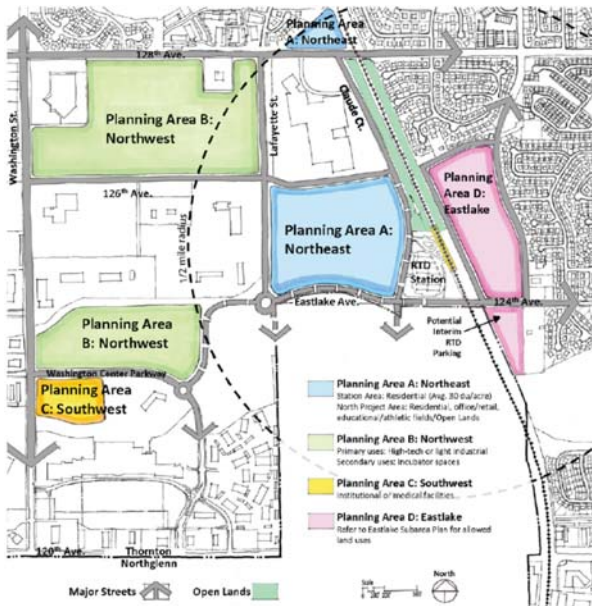 Planning Area
A: Northeast
128th Ave.
Washington St.
Planning Area B:
Northwest
Lafayette St.
Claude Ct.
126th Ave.
1/2 mile radius
Planning Area A:
Northeast
Planning
Area D:
Eastlake
RTD
Station
Eastlake Ave.
124th Ave.
Potential
Interim
RTD
Parking
Planning Area
B: Northwest
Washington Center Parkway
Planning Area
C: Southwest
Planning Area A: Northeast
Station Area: Residential (Avg. 30 du/acre)
North Project Area: Residential, office/retail,
educational/athletic fields/Open Lands
Planning Area B: Northwest
Primary uses: High-tech or light industrial
Secondary uses: Incubator spaces
Planning Area C: Southwest
Institutional or Medical facilities
Planning Area D: Eastlake
Refer to Eastlake Subarea Plan for allowed
land uses
120th Ave.
Thornton
Northglenn
Major Streets
Open Lands
North